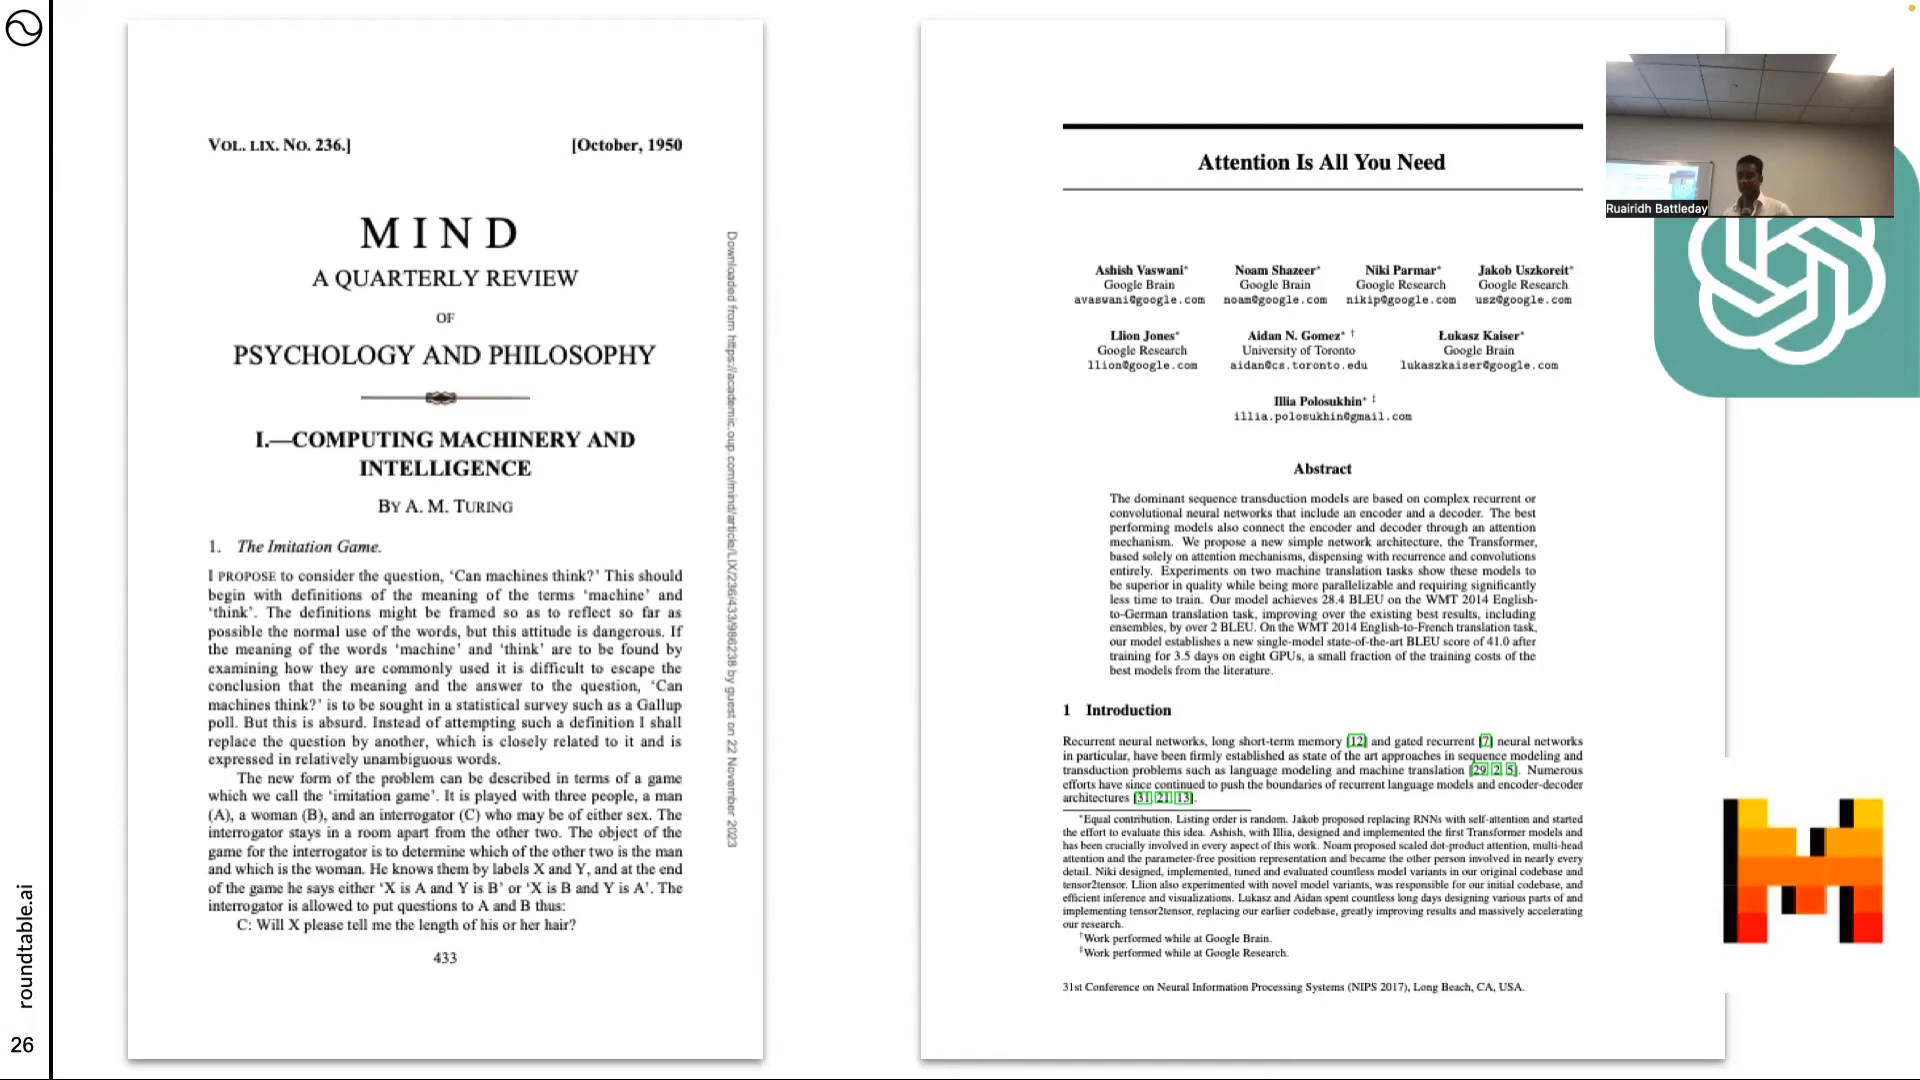 VOL. LIX. NO. 236.] [October, 1950
MIND
A QUARTERLY REVIEW
OF
PSYCHOLOGY AND PHILOSOPHY
I.—COMPUTING MACHINERY AND
INTELLIGENCE
BY A. M. TURING
1. The Imitation Game.
I PROPOSE to consider the question, ‘Can machines think?’ This should
begin with definitions of the meaning of the terms ‘machine’ and
‘think’. The definitions might be framed so as to reflect so far as
possible the normal use of the words, but this attitude is dangerous. If
the meaning of the words ‘machine’ and ‘think’ are to be found by
examining how they are commonly used it is difficult to escape the
conclusion that the meaning and the answer to the question, ‘Can
machines think?’ is to be sought in a statistical survey such as a Gallup
poll. But this is absurd. Instead of attempting such a definition I shall
replace the question by another, which is closely related to it and is
expressed in relatively unambiguous words.
The new form of the problem can be described in terms of a game
which we call the ‘imitation game’. It is played with three people, a man
(A), a woman (B), and an interrogator (C) who may be of either sex. The
interrogator stays in a room apart from the other two. The object of the
game for the interrogator is to determine which of the other two is the man
and which is the woman. He knows them by labels X and Y, and at the end
of the game he says either ‘X is A and Y is B’ or ‘X is B and Y is A’. The
interrogator is allowed to put questions to A and B thus:
C: Will X please tell me the length of his or her hair?
433
Downloaded from https://academic.oup.com/mind/article/LIX/236/433/986238 by guest on 22 November 2023
Attention Is All You Need
Ashish Vaswani* Noam Shazeer* Niki Parmar* Jakob Uszkoreit*
Google Brain Google Brain Google Research Google Research
avaswani@google.com noam@google.com nikip@google.com usz@google.com
Llion Jones* Aidan N. Gomez* † Łukasz Kaiser*
Google Research University of Toronto Google Brain
llion@google.com aidan@cs.toronto.edu lukaszkaiser@google.com
Illia Polosukhin* ‡
illia.polosukhin@gmail.com
Abstract
The dominant sequence transduction models are based on complex recurrent or
convolutional neural networks that include an encoder and a decoder. The best
performing models also connect the encoder and decoder through an attention
mechanism. We propose a new simple network architecture, the Transformer,
based solely on attention mechanisms, dispensing with recurrence and convolutions
entirely. Experiments on two machine translation tasks show these models to
be superior in quality while being more parallelizable and requiring significantly
less time to train. Our model achieves 28.4 BLEU on the WMT 2014 English-
to-German translation task, improving over the existing best results, including
ensembles, by over 2 BLEU. On the WMT 2014 English-to-French translation task,
our model establishes a new single-model state-of-the-art BLEU score of 41.0 after
training for 3.5 days on eight GPUs, a small fraction of the training costs of the
best models from the literature.
1 Introduction
Recurrent neural networks, long short-term memory [12] and gated recurrent [7] neural networks
in particular, have been firmly established as state of the art approaches in sequence modeling and
transduction problems such as language modeling and machine translation [29, 2, 5]. Numerous
efforts have since continued to push the boundaries of recurrent language models and encoder-decoder
architectures [31, 21, 13].
*Equal contribution. Listing order is random. Jakob proposed replacing RNNs with self-attention and started
the effort to evaluate this idea. Ashish, with Illia, designed and implemented the first Transformer models and
has been crucially involved in every aspect of this work. Noam proposed scaled dot-product attention, multi-head
attention and the parameter-free position representation and became the other person involved in nearly every
detail. Niki designed, implemented, tuned and evaluated countless model variants in our original codebase and
tensor2tensor. Llion also experimented with novel model variants, was responsible for our initial codebase, and
efficient inference and visualizations. Lukasz and Aidan spent countless long days designing various parts of and
implementing tensor2tensor, replacing our earlier codebase, greatly improving results and massively accelerating
our research.
†Work performed while at Google Brain.
‡Work performed while at Google Research.
31st Conference on Neural Information Processing Systems (NIPS 2017), Long Beach, CA, USA.
Ruairidh Battleday
roundtable.ai
26